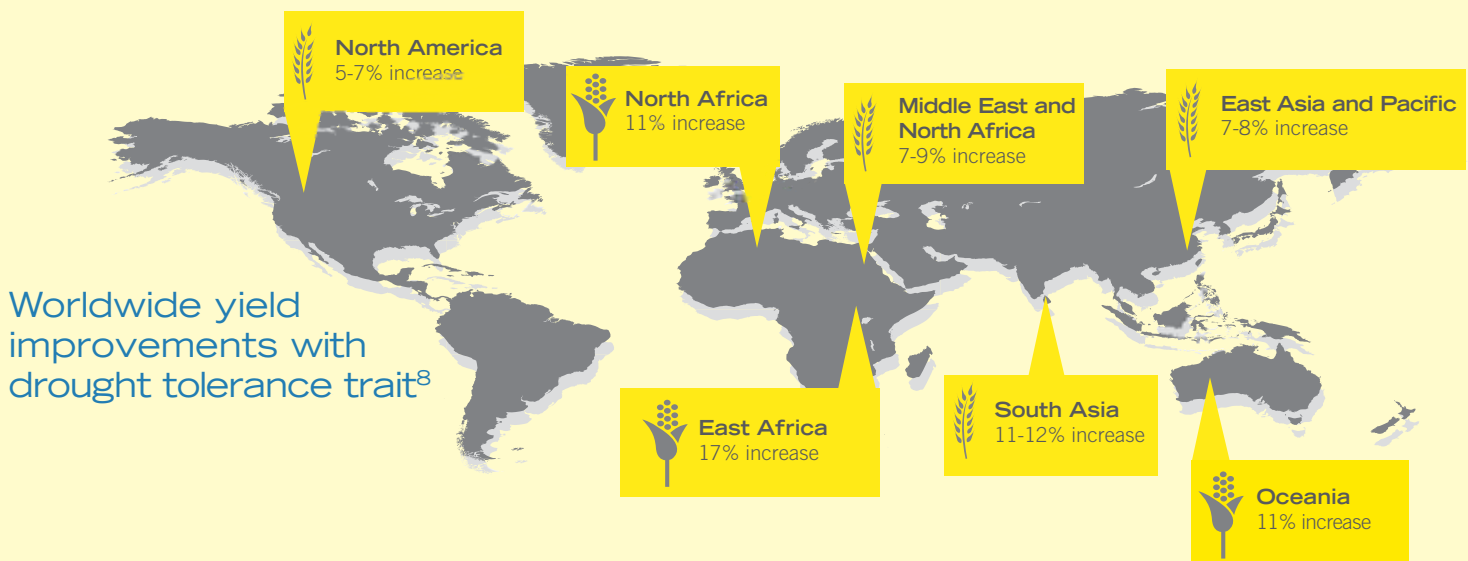 North America
5-7% increase
North Africa
11% increase
Middle East and
North Africa
7-9% increase
East Asia and Pacific
7-8% increase
Worldwide yield
improvements with
drought tolerance trait⁸
East Africa
17% increase
South Asia
11-12% increase
Oceania
11% increase